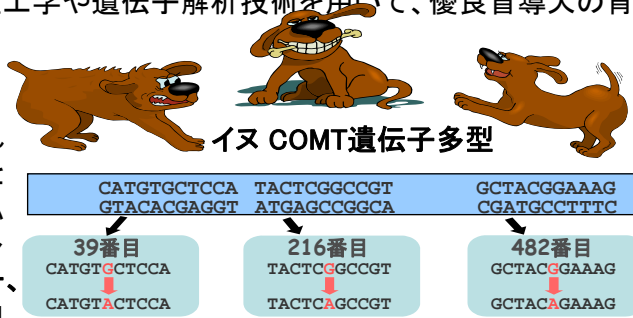 工学や遺伝子解析技術を用いて、優良盲導犬の育
イヌ COMT遺伝子多型
CATGTGCTCCA TACTCGGCCGT GCTACGGAAAG
GTACACGAGGT ATGAGCCGGCA CGATGCCTTTC
39番目 216番目 482番目
CATGTGCTCCA TACTCGGCCGT GCTACGGAAAG
CATGTACTCCA TACTCAGCCGT GCTACAGAAAG